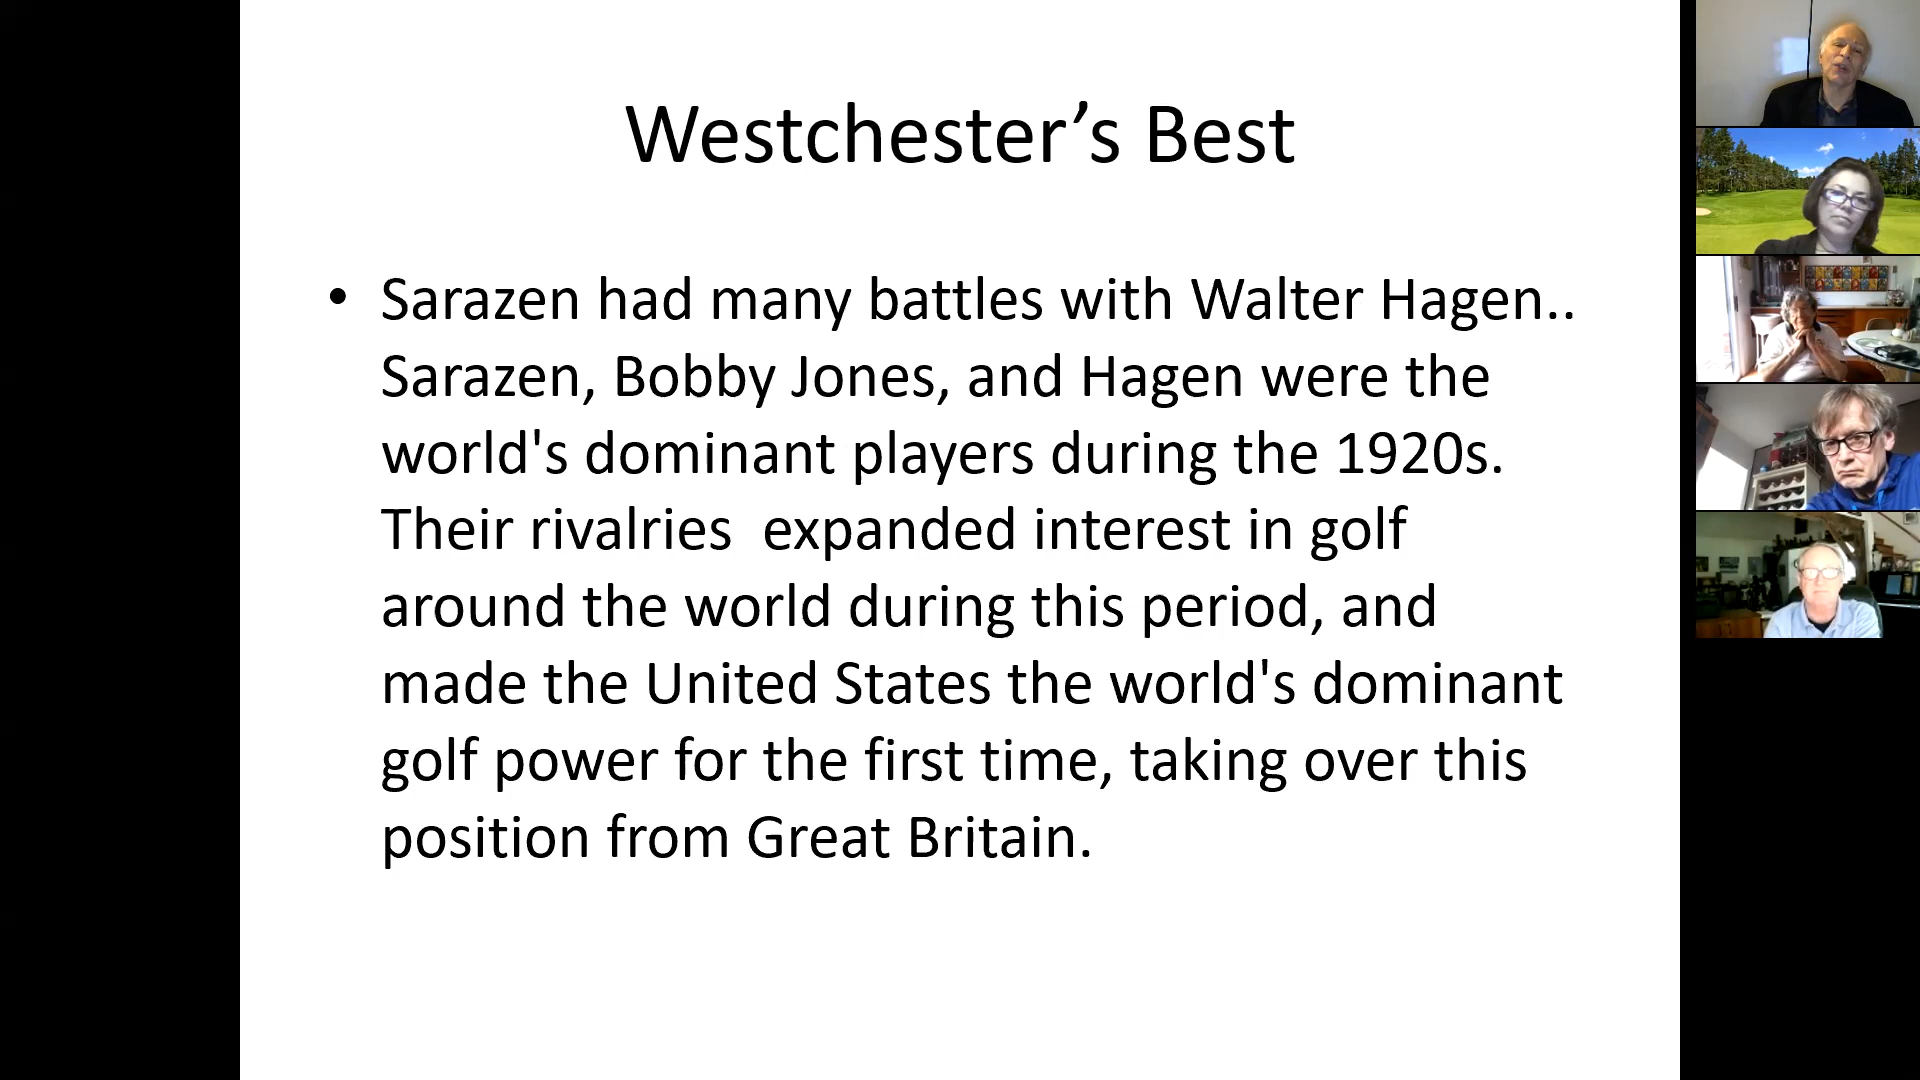 Westchester’s Best
• Sarazen had many battles with Walter Hagen..
Sarazen, Bobby Jones, and Hagen were the
world's dominant players during the 1920s.
Their rivalries  expanded interest in golf
around the world during this period, and
made the United States the world's dominant
golf power for the first time, taking over this
position from Great Britain.